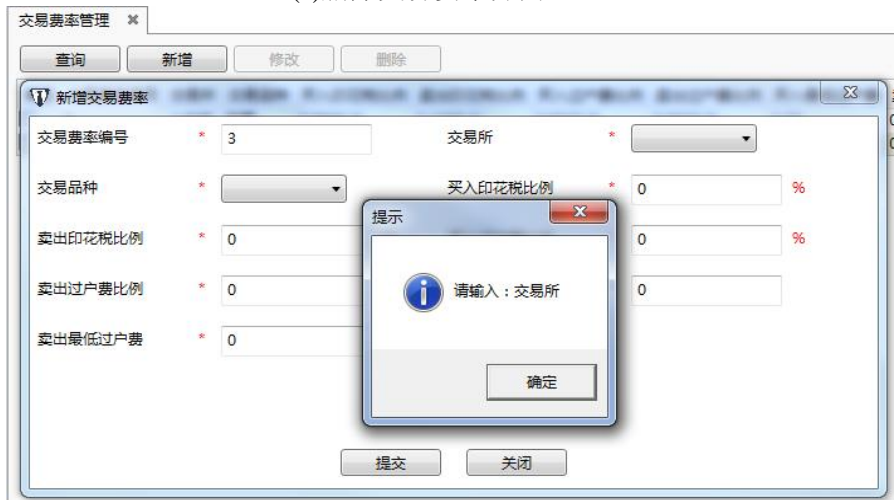 交易费率管理 ✖
查询 新增 修改 删除
新增交易费率
交易费率编号 * 3 交易所 *
交易品种 * 买入印花税比例 * 0 %
卖出印花税比例 * 0 0 %
卖出过户费比例 * 0 0
卖出最低过户费 * 0
提示
请输入：交易所
确定
提交 关闭